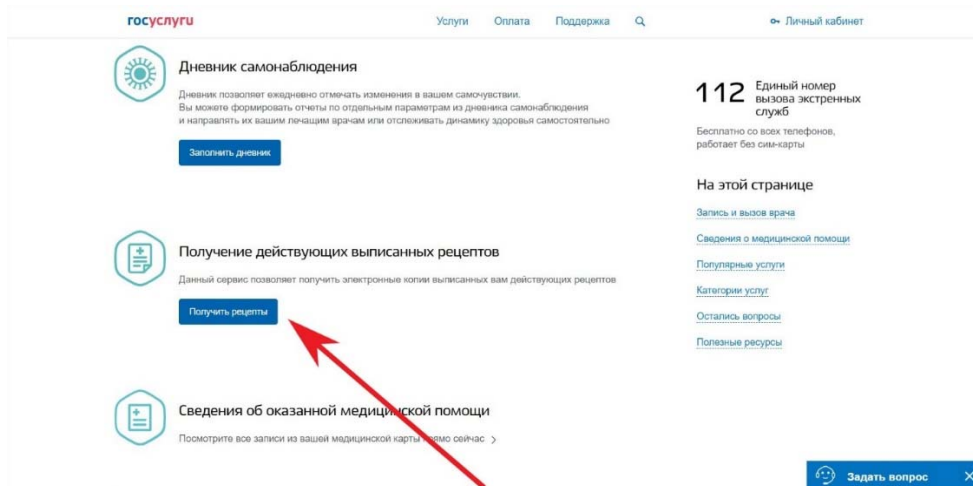 госуслуги
Услуги Оплата Поддержка
Личный кабинет
Дневник самонаблюдения
Дневник позволяет ежедневно отмечать изменения в вашем самочувствии.
Вы можете формировать отчеты по отдельным параметрам из дневника самонаблюдения
и направлять их вашим лечащим врачам или отслеживать динамику здоровья самостоятельно
Заполнить дневник
Получение действующих выписанных рецептов
Данный сервис позволяет получить электронные копии выписанных вам действующих рецептов
Получить рецепты
Сведения об оказанной медицинской помощи
Посмотрите все записи из вашей медицинской карты прямо сейчас
112
Единый номер
вызова экстренных
служб
Бесплатно со всех телефонов,
работает без сим-карты
На этой странице
Запись и вызов врача
Сведения о медицинской помощи
Популярные услуги
Категории услуг
Остались вопросы
Полезные ресурсы
Задать вопрос